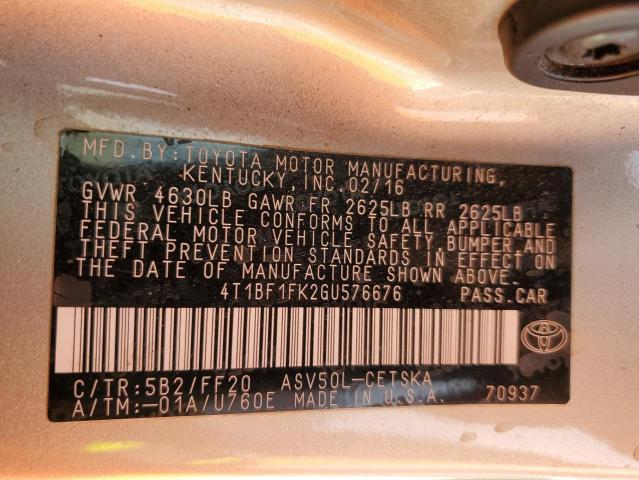 MFD. BY: TOYOTA MOTOR MANUFACTURING,
KENTUCKY, INC. 02/16
GVWR 4630LB GAWR FR 2625LB RR 2625LB
THIS VEHICLE CONFORMS TO ALL APPLICABLE
FEDERAL MOTOR VEHICLE SAFETY, BUMPER AND
THEFT PREVENTION STANDARDS IN EFFECT ON
THE DATE OF MANUFACTURE SHOWN ABOVE.
4T1BF1FK2GU576676 PASS. CAR
C/TR: 5B2/FF20 ASV50L-CETSKA
A/TM: -01A/U760E MADE IN U.S.A. 70937